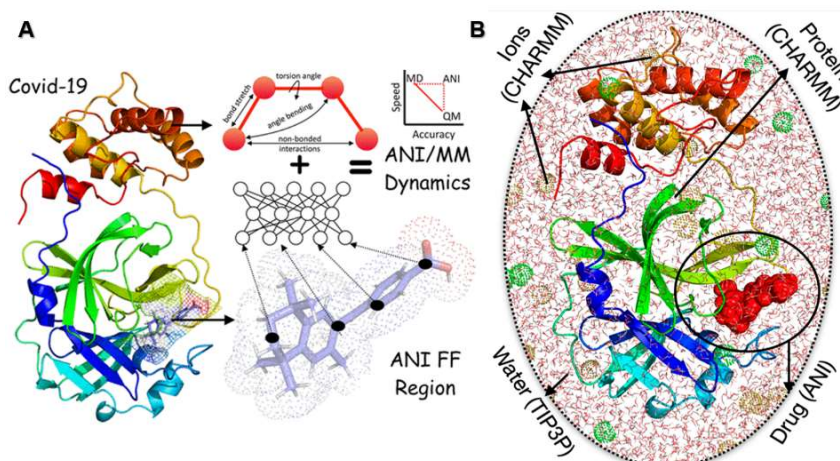 A
Covid-19
bond stretch
torsion angle
angle bending
non-bonded
interactions
Speed
MD
ANI
QM
Accuracy
+
=
ANI/MM
Dynamics
ANI FF
Region
B
Ions
(CHARMM)
Protein
(CHARMM)
Water (TIP3P)
Drug (ANI)